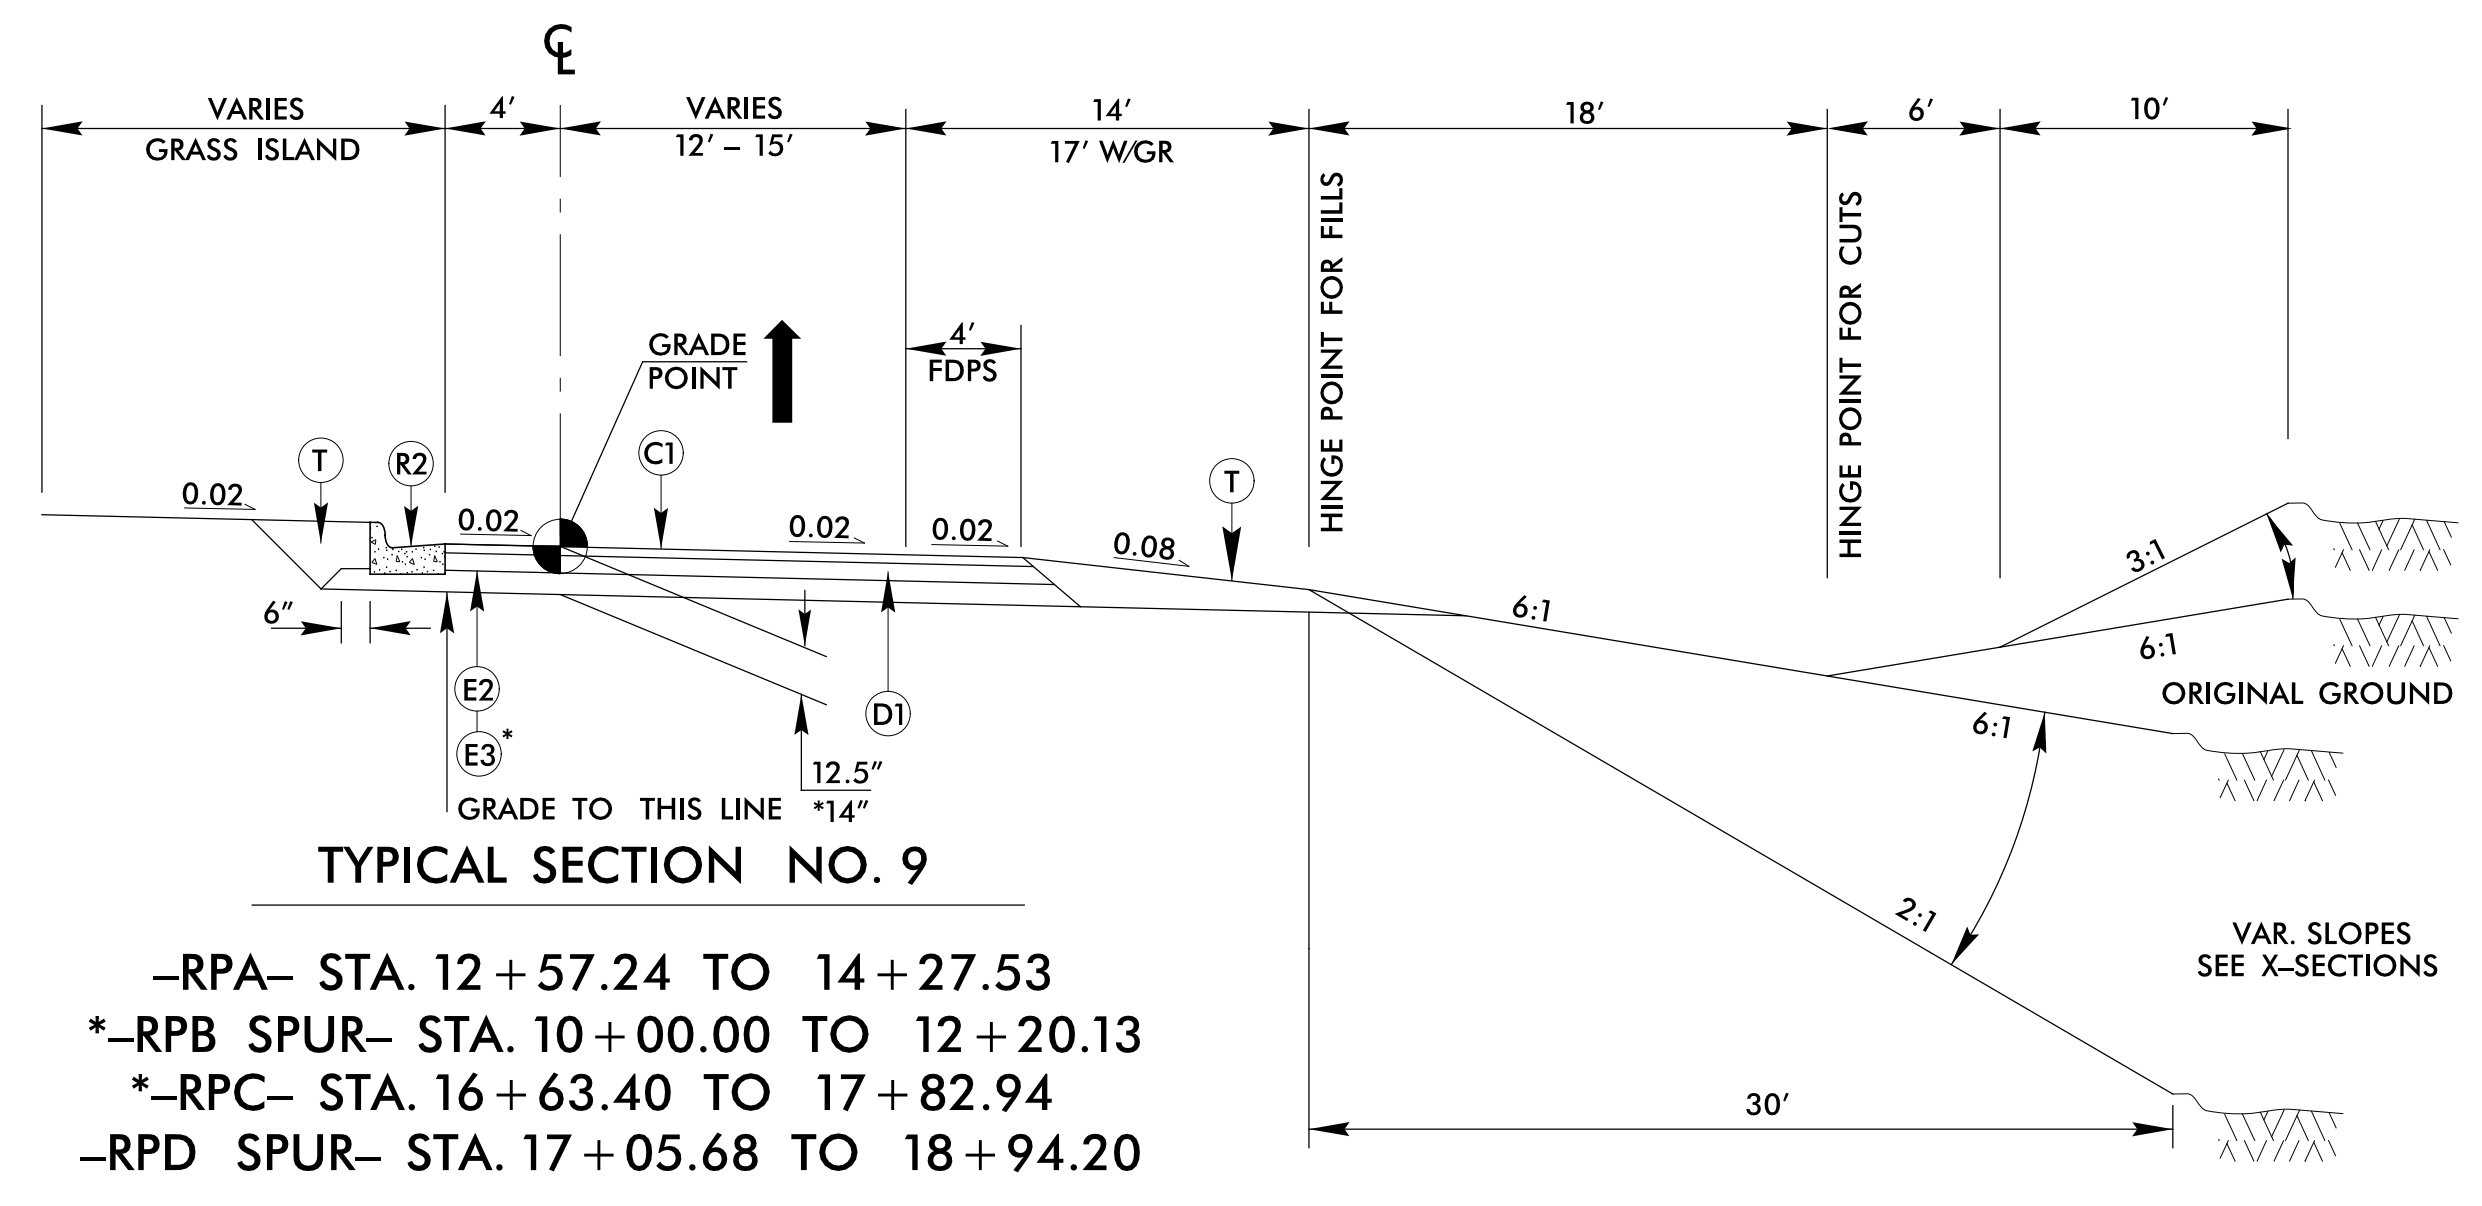 ℄
VARIES
GRASS ISLAND
4'
VARIES
12' – 15'
14'
17' W/GR
18'
6'
10'
HINGE POINT FOR FILLS
HINGE POINT FOR CUTS
GRADE
POINT
4'
FDPS
T
R2
C1
T
0.02
0.02
0.02
0.02
0.08
6"
E2
E3*
D1
12.5"
*14"
GRADE TO THIS LINE
6:1
3:1
6:1
ORIGINAL GROUND
6:1
2:1
VAR. SLOPES
SEE X–SECTIONS
30'
TYPICAL SECTION NO. 9
–RPA– STA. 12+57.24 TO 14+27.53
*–RPB SPUR– STA. 10+00.00 TO 12+20.13
*–RPC– STA. 16+63.40 TO 17+82.94
–RPD SPUR– STA. 17+05.68 TO 18+94.20